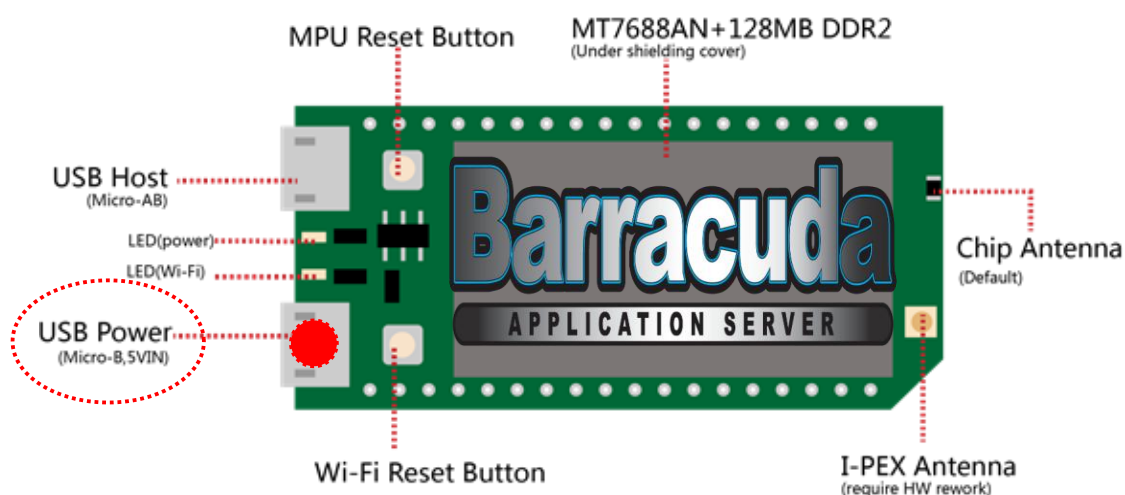 MPU Reset Button
MT7688AN+128MB DDR2
(Under shielding cover)
USB Host
(Micro-AB)
LED(power)
LED(Wi-Fi)
USB Power
(Micro-B,5VIN)
Barracuda
APPLICATION SERVER
Chip Antenna
(Default)
Wi-Fi Reset Button
I-PEX Antenna
(require HW rework)